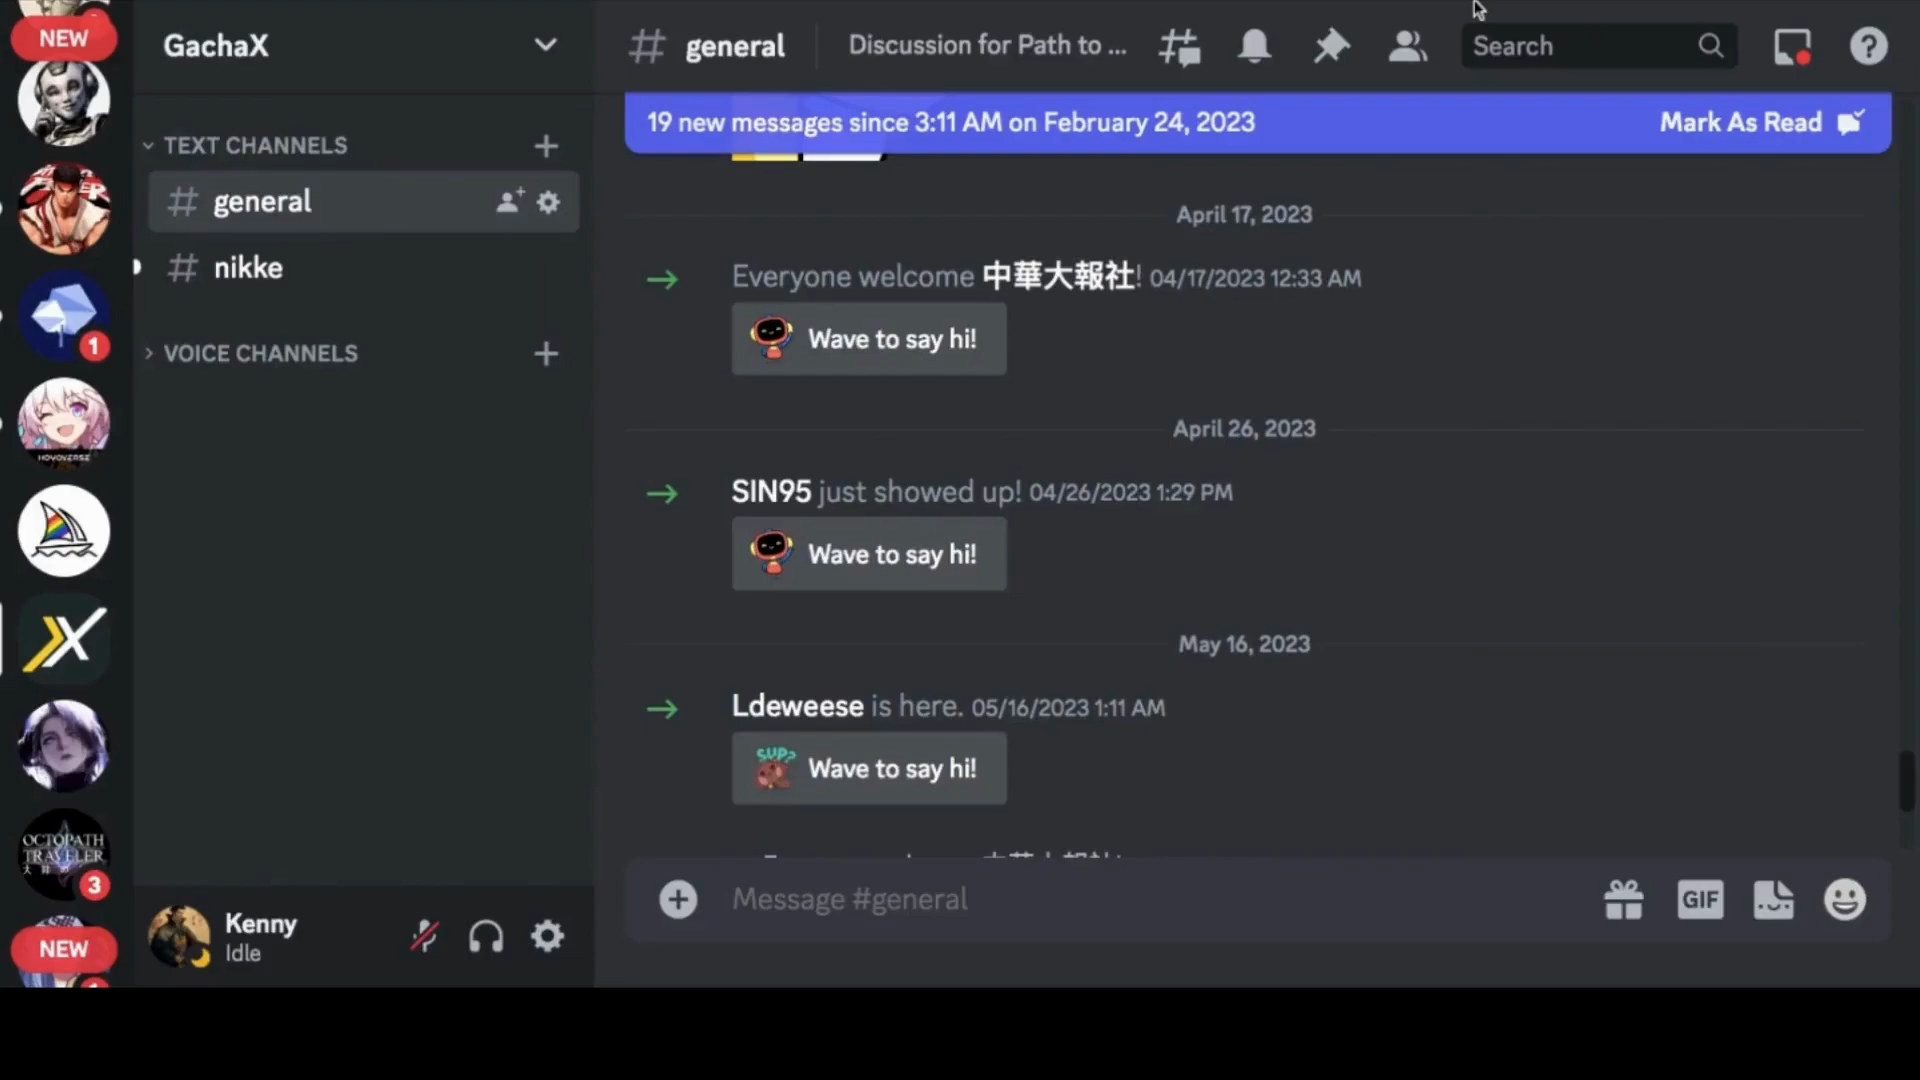 NEW
GachaX
general
Discussion for Path to ...
Search
19 new messages since 3:11 AM on February 24, 2023
Mark As Read
TEXT CHANNELS
general
nikke
VOICE CHANNELS
April 17, 2023
Everyone welcome 中華大報社! 04/17/2023 12:33 AM
Wave to say hi!
April 26, 2023
SIN95 just showed up! 04/26/2023 1:29 PM
Wave to say hi!
May 16, 2023
Ldeweese is here. 05/16/2023 1:11 AM
SUP?
Wave to say hi!
1
HOYOVERSE
OCTOPATH
TRAVELER
3
NEW
Kenny
Idle
Message #general
GIF